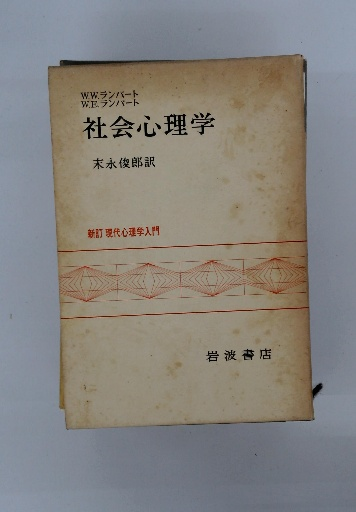 W.W.ランバート
W.E.ランバート
社会心理学
末永俊郎訳
新訂 現代心理学入門
岩波書店